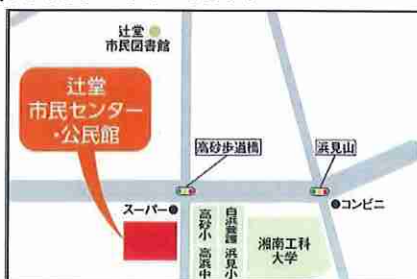 辻堂
市民図書館
辻堂
市民センター
・公民館
高砂歩道橋
浜見山
スーパー
コンビニ
高砂小
白浜養護
高浜中
浜見小
湘南工科
大学